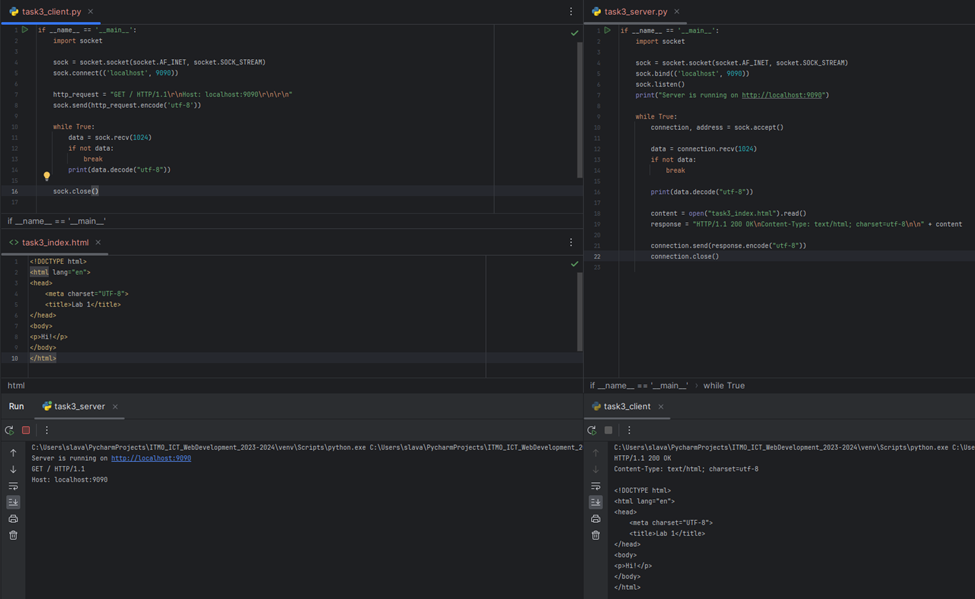 task3_client.py
1 if __name__ == '__main__':
2 import socket
3
4 sock = socket.socket(socket.AF_INET, socket.SOCK_STREAM)
5 sock.connect(('localhost', 9090))
6
7 http_request = "GET / HTTP/1.1\r\nHost: localhost:9090\r\n\r\n"
8 sock.send(http_request.encode('utf-8'))
9
10 while True:
11 data = sock.recv(1024)
12 if not data:
13 break
14 print(data.decode("utf-8"))
15
16 sock.close()
17
if __name__ == '__main__'
task3_index.html
1 <!DOCTYPE html>
2 <html lang="en">
3 <head>
4 <meta charset="UTF-8">
5 <title>Lab 1</title>
6 </head>
7 <body>
8 <p>Hi!</p>
9 </body>
10 </html>
html
task3_server.py
1 if __name__ == '__main__':
2 import socket
3
4 sock = socket.socket(socket.AF_INET, socket.SOCK_STREAM)
5 sock.bind(('localhost', 9090))
6 sock.listen()
7 print("Server is running on http://localhost:9090")
8
9 while True:
10 connection, address = sock.accept()
11
12 data = connection.recv(1024)
13 if not data:
14 break
15
16 print(data.decode("utf-8"))
17
18 content = open("task3_index.html").read()
19 response = "HTTP/1.1 200 OK\nContent-Type: text/html; charset=utf-8\n\n" + content
20
21 connection.send(response.encode("utf-8"))
22 connection.close()
23
if __name__ == '__main__' › while True
Run task3_server
C:\Users\slava\PycharmProjects\ITMO_ICT_WebDevelopment_2023-2024\venv\Scripts\python.exe C:\Users\slava\PycharmProjects\ITMO_ICT_WebDevelopment_2
Server is running on http://localhost:9090
GET / HTTP/1.1
Host: localhost:9090
task3_client
C:\Users\slava\PycharmProjects\ITMO_ICT_WebDevelopment_2023-2024\venv\Scripts\python.exe C:\Use
HTTP/1.1 200 OK
Content-Type: text/html; charset=utf-8
<!DOCTYPE html>
<html lang="en">
<head>
<meta charset="UTF-8">
<title>Lab 1</title>
</head>
<body>
<p>Hi!</p>
</body>
</html>